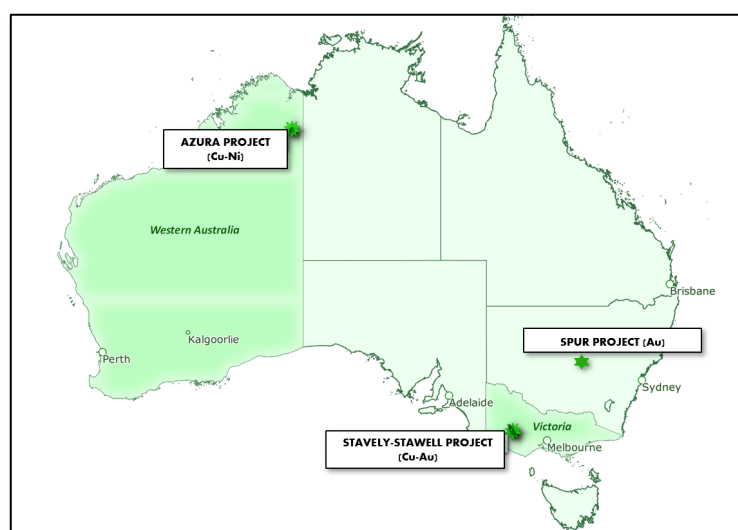 AZURA PROJECT
(Cu-Ni)
Western Australia
Brisbane
Kalgoorlie
SPUR PROJECT (Au)
Perth
Sydney
Adelaide
Victoria
STAVELY-STAWELL PROJECT
(Cu-Au)
Melbourne